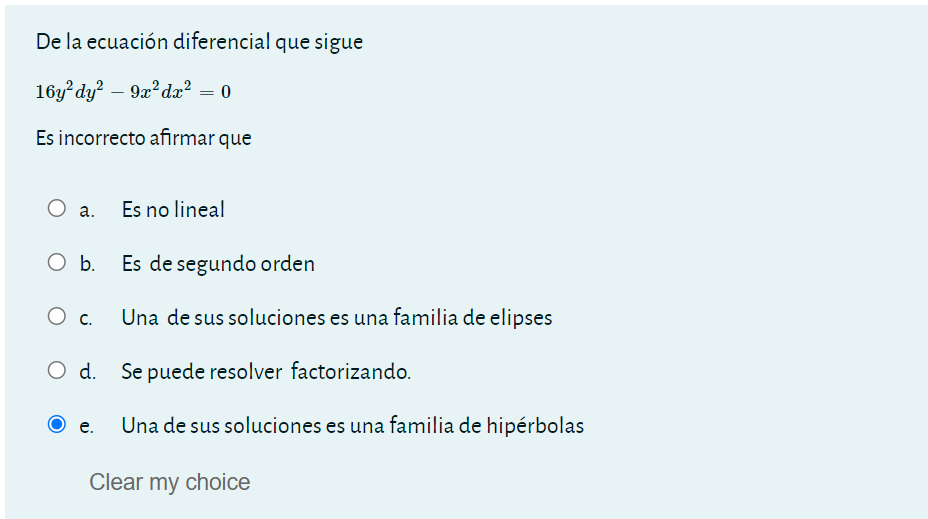 De la ecuación diferencial que sigue
16y²dy² − 9x²dx² = 0
Es incorrecto afirmar que
a. Es no lineal
b. Es de segundo orden
c. Una de sus soluciones es una familia de elipses
d. Se puede resolver factorizando.
e. Una de sus soluciones es una familia de hipérbolas
Clear my choice